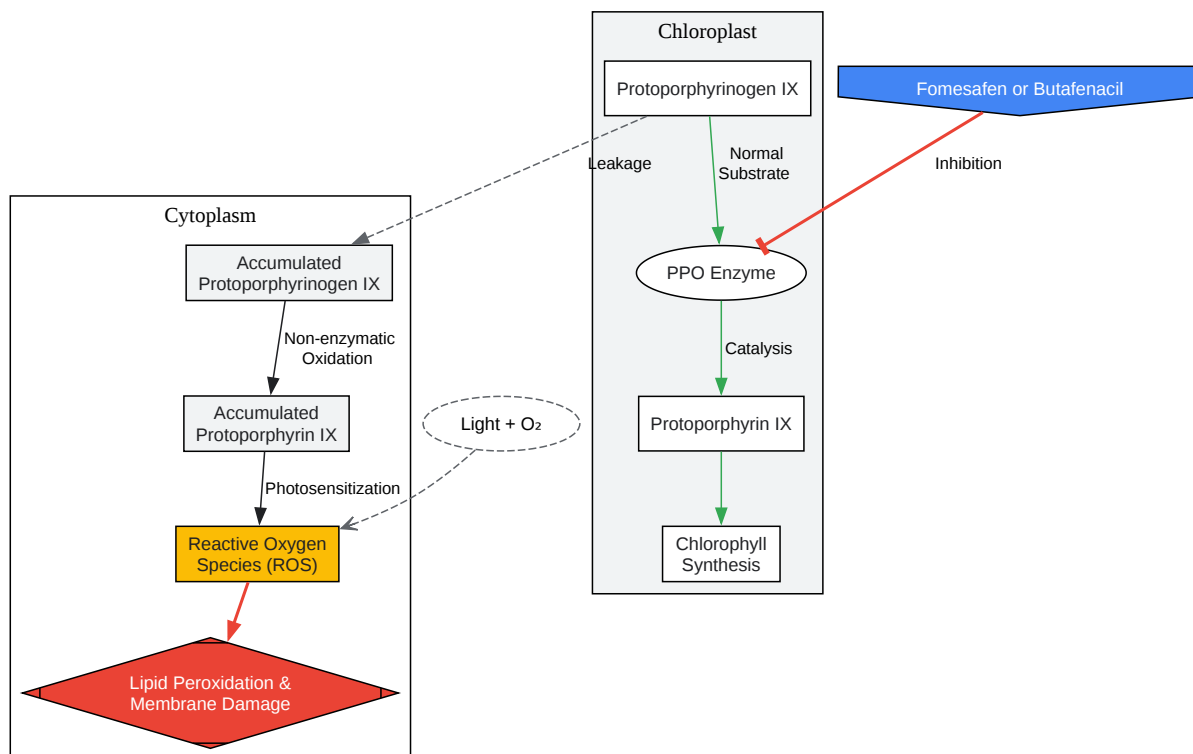 Chloroplast
Protoporphyrinogen IX
Fomesafen or Butafenacil
Leakage
Normal
Substrate
Inhibition
Cytoplasm
Accumulated
Protoporphyrinogen IX
PPO Enzyme
Non-enzymatic
Oxidation
Catalysis
Accumulated
Protoporphyrin IX
Light + O₂
Protoporphyrin IX
Photosensitization
Reactive Oxygen
Species (ROS)
Chlorophyll
Synthesis
Lipid Peroxidation &
Membrane Damage